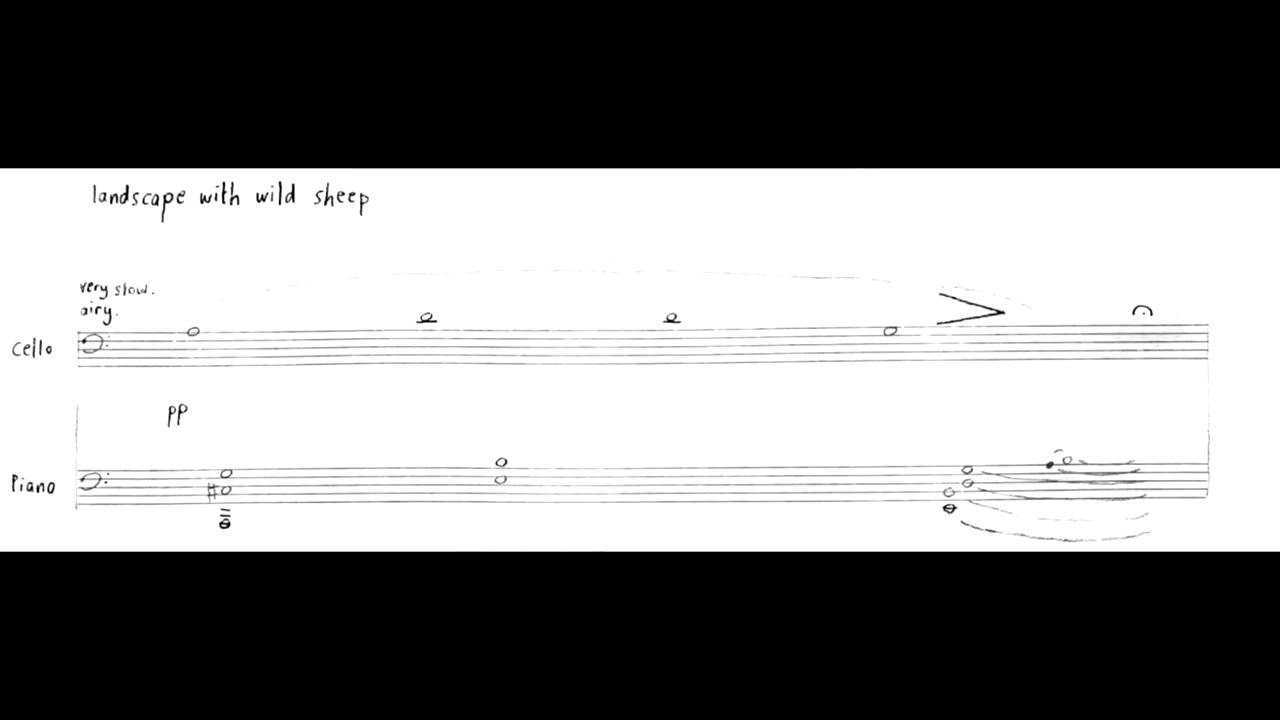 landscape with wild sheep
very slow.
airy.
Cello
pp
Piano